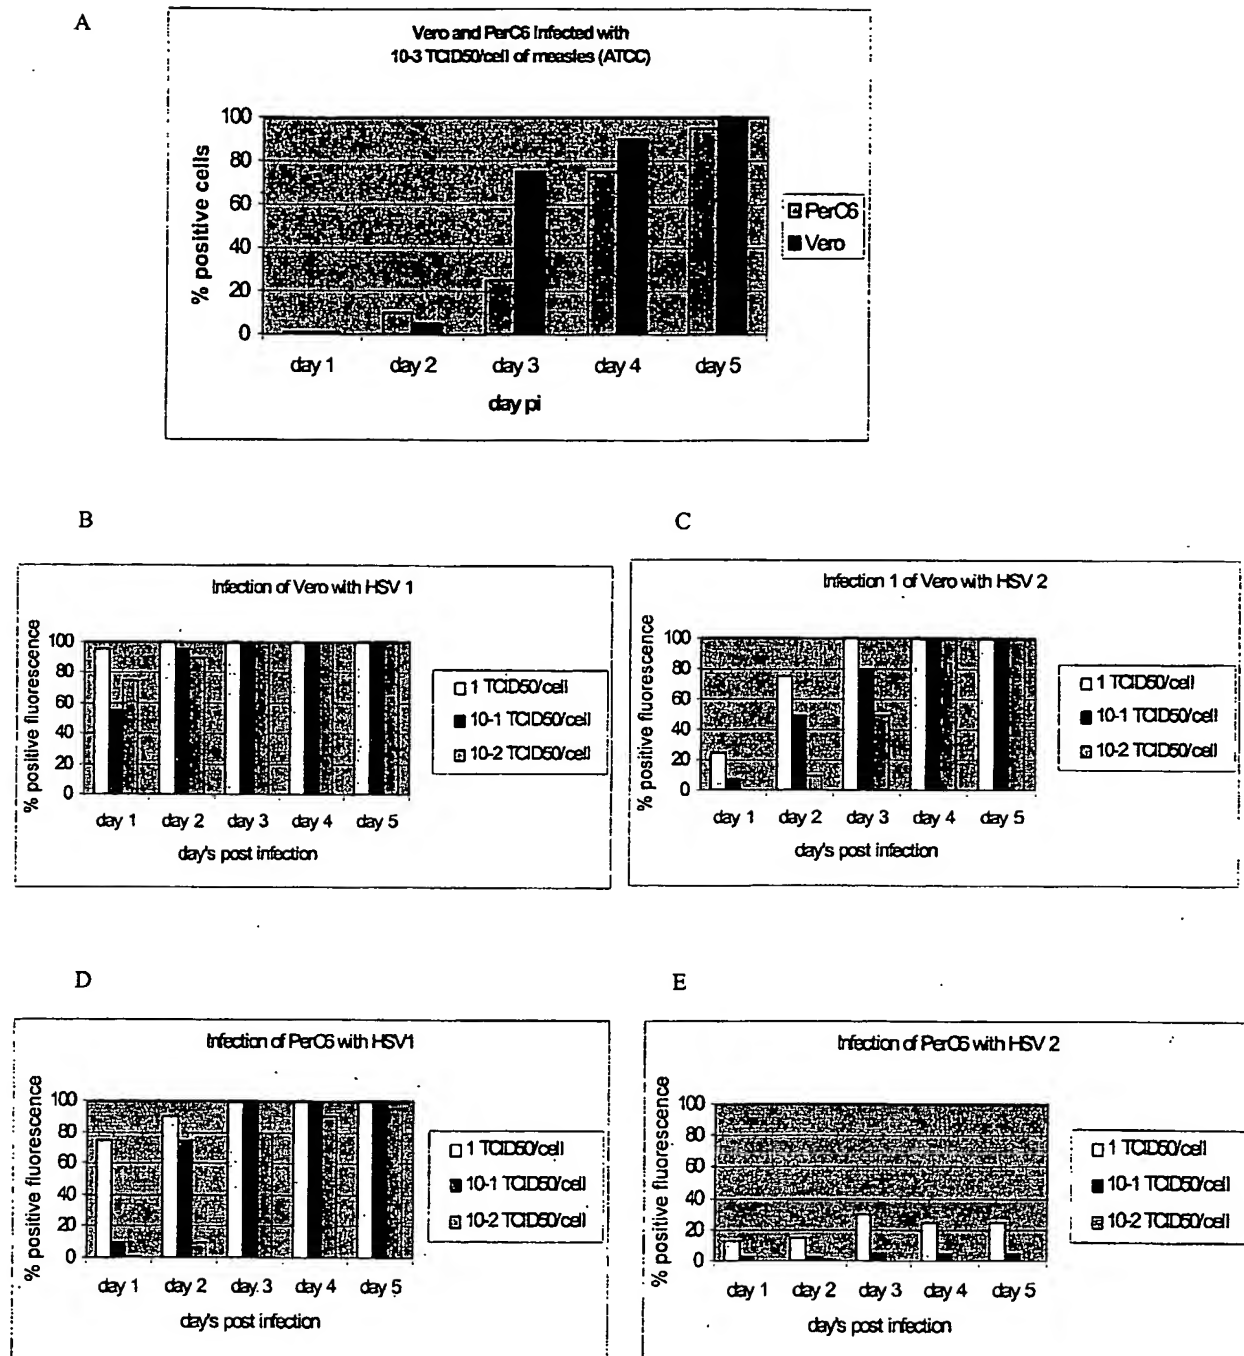 A
Vero and PerC6 Infected with
10-3 TCID50/cell of measles (ATCC)
% positive cells
100
80
60
40
20
0
day 1 day 2 day 3 day 4 day 5
day pi
PerC6
Vero
B
Infection of Vero with HSV 1
% positive fluorescence
100
80
60
40
20
0
day 1 day 2 day 3 day 4 day 5
day's post infection
1 TCID50/cell
10-1 TCID50/cell
10-2 TCID50/cell
C
Infection 1 of Vero with HSV 2
% positive fluorescence
100
80
60
40
20
0
day 1 day 2 day 3 day 4 day 5
day's post infection
1 TCID50/cell
10-1 TCID50/cell
10-2 TCID50/cell
D
Infection of PerC6 with HSV1
% positive fluorescence
100
80
60
40
20
0
day 1 day 2 day 3 day 4 day 5
day's post infection
1 TCID50/cell
10-1 TCID50/cell
10-2 TCID50/cell
E
Infection of PerC6 with HSV 2
% positive fluorescence
100
80
60
40
20
0
day 1 day 2 day 3 day 4 day 5
day's post infection
1 TCID50/cell
10-1 TCID50/cell
10-2 TCID50/cell